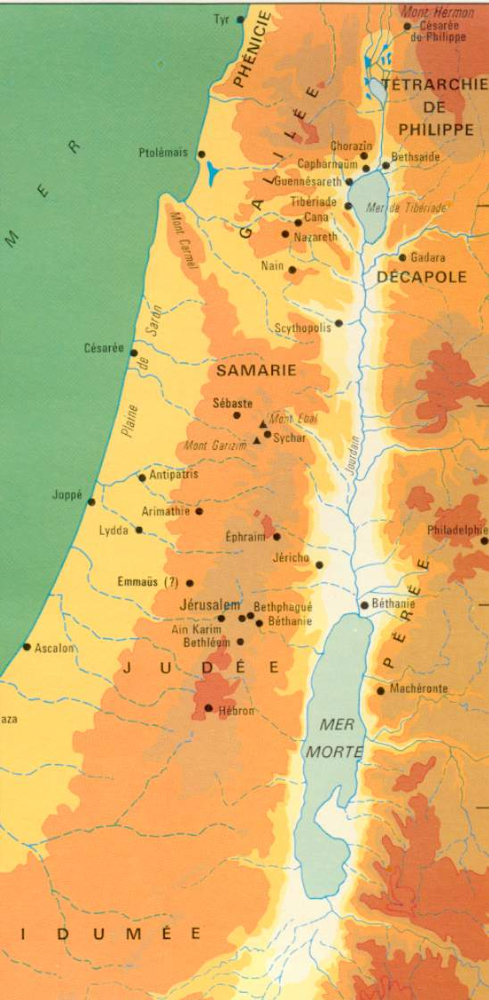 Mont Hermon
Tyr
Césarée
de Philippe
PHÉNICIE
TÉTRARCHIE
DE
PHILIPPE
GALILÉE
MER
Chorazïn
Ptolémaïs
Capharnaüm
Bethsaïde
Guennésareth
Tibériade
Mer de Tibériade
Cana
Mont Carmel
Nazareth
Gadara
Naïn
DÉCAPOLE
Scythopolis
Plaine de Saron
Césarée
SAMARIE
Sébaste
Mont Ebal
Sychar
Mont Garizim
Jourdain
Antipatris
Joppé
Arimathie
Lydda
Éphraïm
Philadelphie
Jéricho
Emmaüs (?)
Jérusalem
Bethphagué
Béthanie
Béthanie
Ain Karim
Bethléem
PÉRÉE
Ascalon
JUDÉE
Machéronte
Hébron
aza
MER
MORTE
IDUMÉE